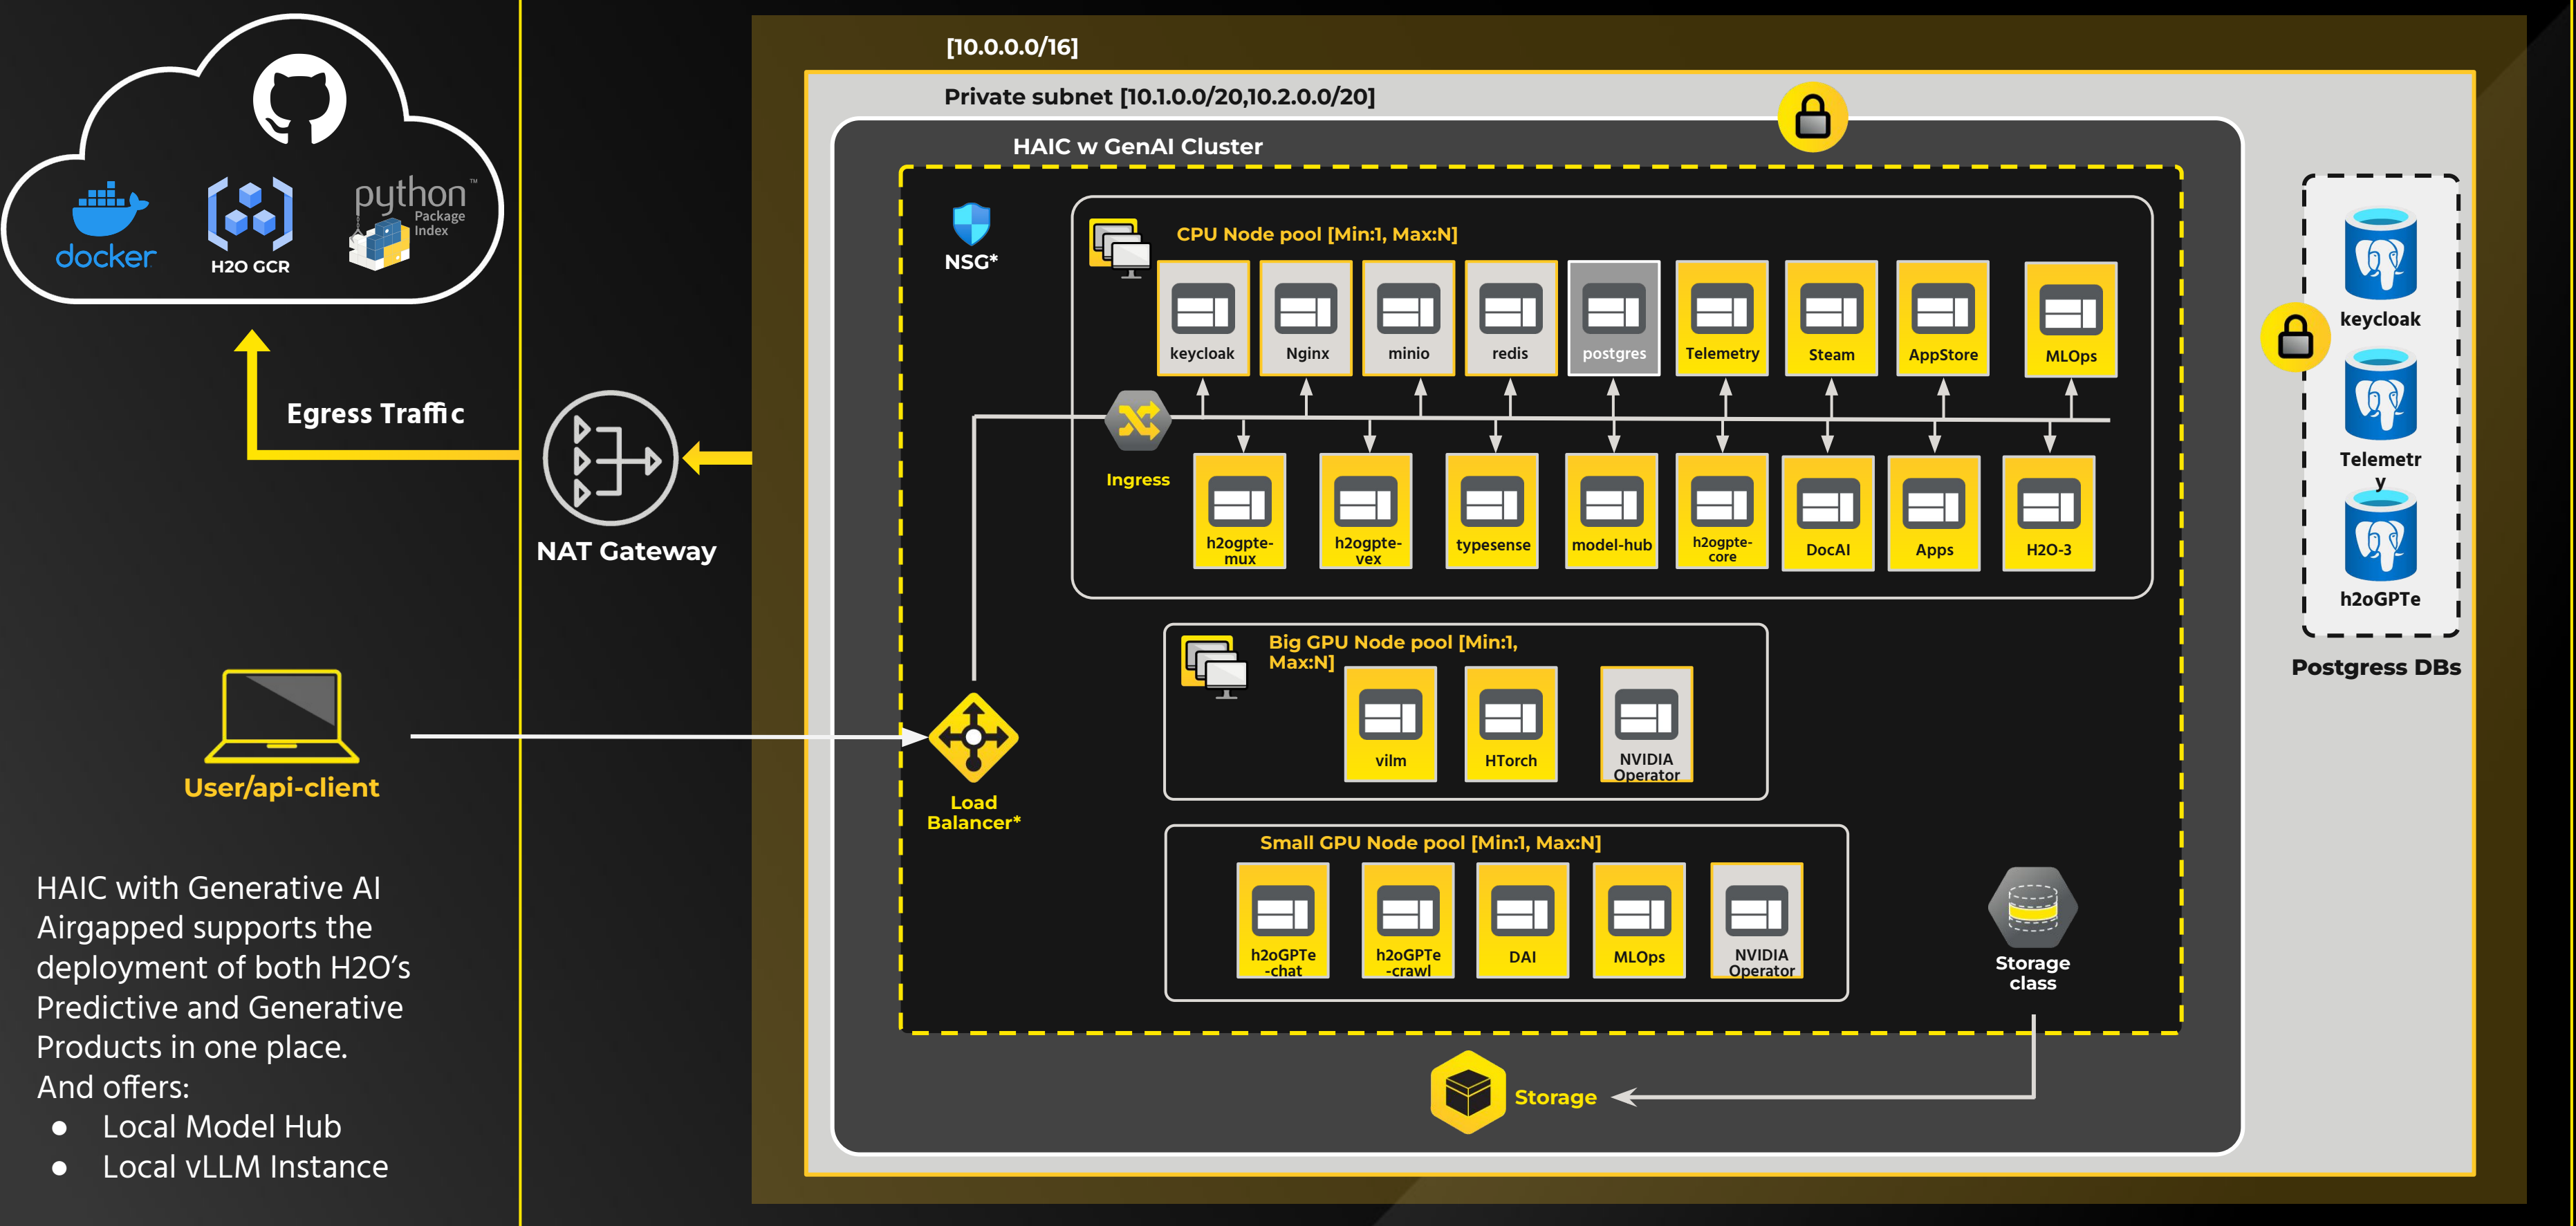 [10.0.0.0/16]
Private subnet [10.1.0.0/20,10.2.0.0/20]
HAIC w GenAI Cluster
docker
H2O GCR
python™
Package
Index
Egress Traffic
NAT Gateway
User/api-client
HAIC with Generative AI
Airgapped supports the
deployment of both H2O’s
Predictive and Generative
Products in one place.
And offers:
● Local Model Hub
● Local vLLM Instance
NSG*
CPU Node pool [Min:1, Max:N]
keycloak
Nginx
minio
redis
postgres
Telemetry
Steam
AppStore
MLOps
Ingress
h2ogpte-
mux
h2ogpte-
vex
typesense
model-hub
h2ogpte-
core
DocAI
Apps
H2O-3
Load
Balancer*
Big GPU Node pool [Min:1,
Max:N]
vilm
HTorch
NVIDIA
Operator
Small GPU Node pool [Min:1, Max:N]
h2oGPTe
-chat
h2oGPTe
-crawl
DAI
MLOps
NVIDIA
Operator
Storage
class
Storage
keycloak
Telemetr
y
h2oGPTe
Postgress DBs